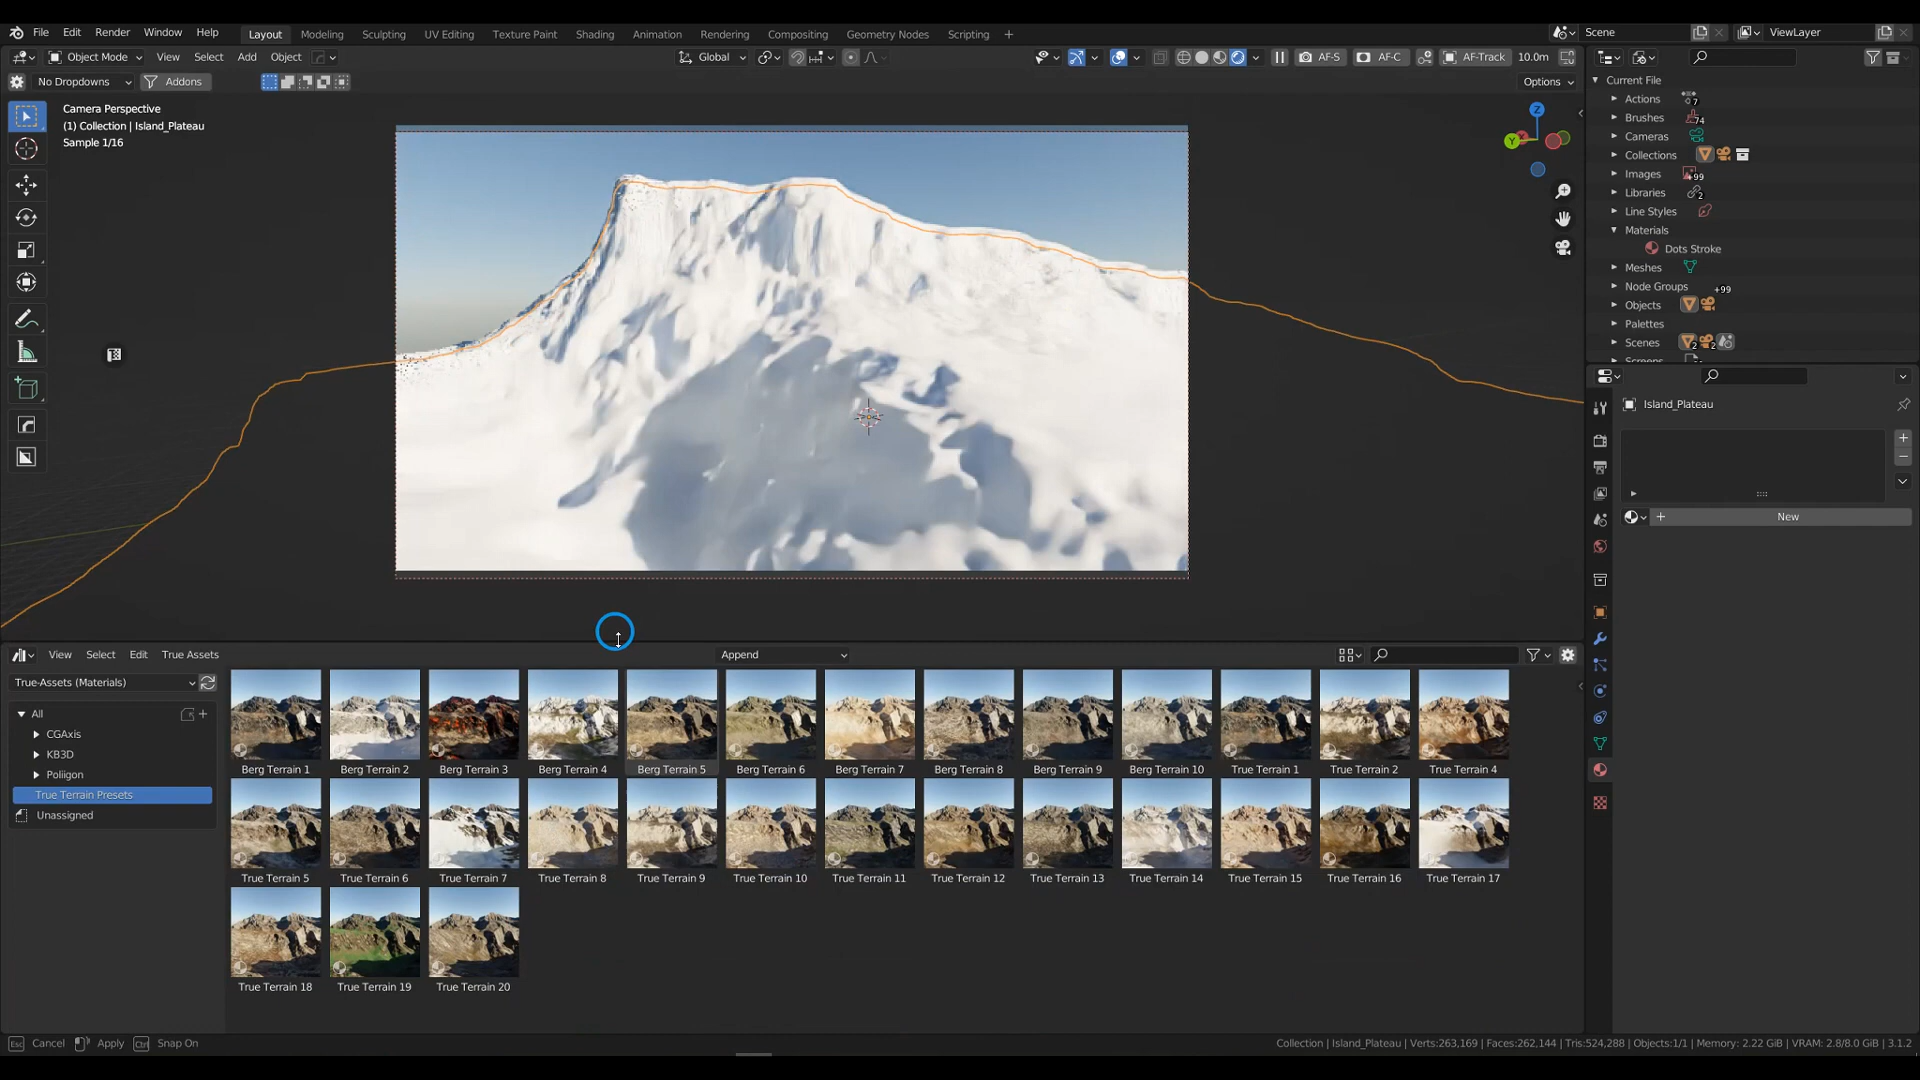 File Edit Render Window Help Layout Modeling Sculpting UV Editing Texture Paint Shading Animation Rendering Compositing Geometry Nodes Scripting + Scene ViewLayer
Object Mode View Select Add Object Global AF-S AF-C AF-Track 10.0m
No Dropdowns Addons Options
Camera Perspective
(1) Collection | Island_Plateau
Sample 1/16
Z
Y
Current File
Actions 7
Brushes 74
Cameras
Collections
Images +99
Libraries 2
Line Styles
Materials
Dots Stroke
Meshes
Node Groups +99
Objects
Palettes
Scenes 2 2
Screens
Island_Plateau
New
View Select Edit True Assets Append
True-Assets (Materials)
All
CGAxis
KB3D
Poliigon
True Terrain Presets
Unassigned
Berg Terrain 1 Berg Terrain 2 Berg Terrain 3 Berg Terrain 4 Berg Terrain 5 Berg Terrain 6 Berg Terrain 7 Berg Terrain 8 Berg Terrain 9 Berg Terrain 10 True Terrain 1 True Terrain 2 True Terrain 4
True Terrain 5 True Terrain 6 True Terrain 7 True Terrain 8 True Terrain 9 True Terrain 10 True Terrain 11 True Terrain 12 True Terrain 13 True Terrain 14 True Terrain 15 True Terrain 16 True Terrain 17
True Terrain 18 True Terrain 19 True Terrain 20
Esc Cancel Apply Ctrl Snap On Collection | Island_Plateau | Verts:263,169 | Faces:262,144 | Tris:524,288 | Objects:1/1 | Memory: 2.22 GiB | VRAM: 2.8/8.0 GiB | 3.1.2